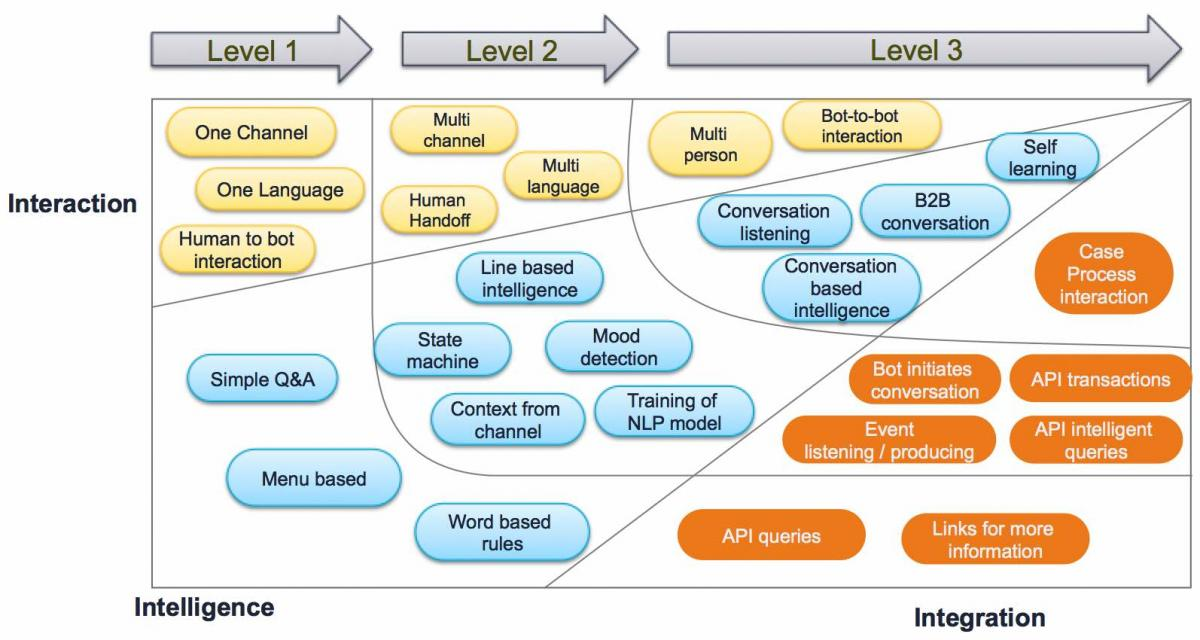 Level 1
Level 2
Level 3
Interaction
One Channel
One Language
Human to bot
interaction
Multi
channel
Multi
language
Human
Handoff
Multi
person
Bot-to-bot
interaction
Self
learning
Conversation
listening
B2B
conversation
Conversation
based
intelligence
Case
Process
interaction
Line based
intelligence
State
machine
Mood
detection
Simple Q&A
Context from
channel
Training of
NLP model
Bot initiates
conversation
API transactions
Event
listening / producing
API intelligent
queries
Menu based
Word based
rules
API queries
Links for more
information
Intelligence
Integration